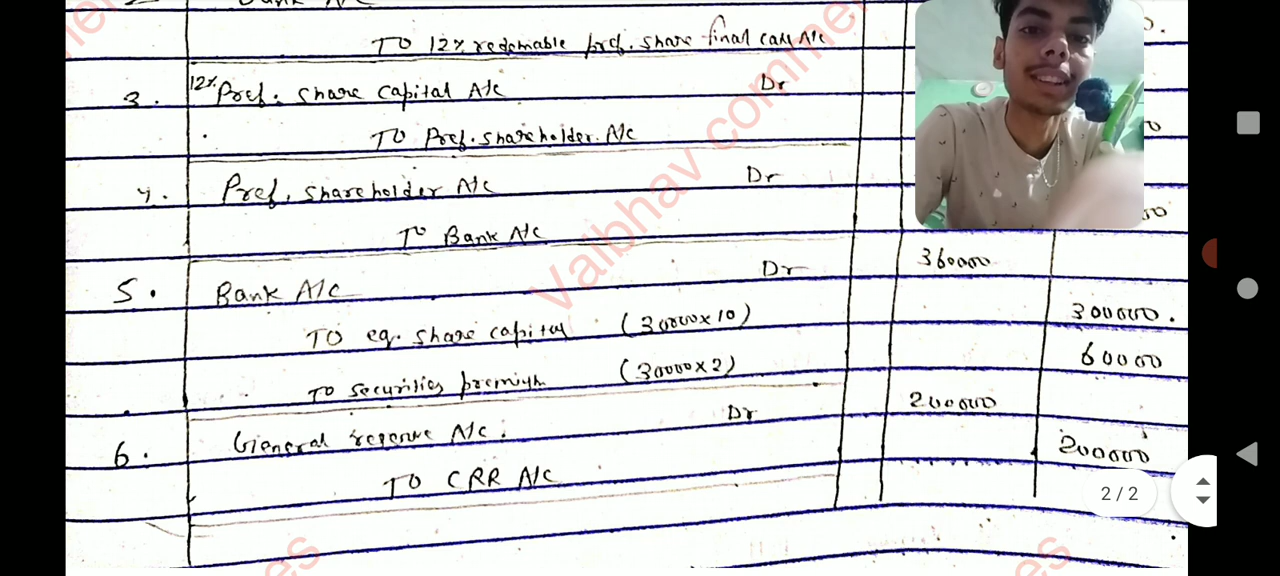 Bank A/c
TO 12% redemable pref. share final call A/c
3. 12% Pref. share capital A/c Dr
TO Pref. shareholder A/c
4. Pref. shareholder A/c Dr
TO Bank A/c
5. Bank A/c Dr 360000
TO eq. share capital (30000x10) 300000.
TO securities premium (30000x2) 60000
6. General reserve A/c. Dr 200000
TO CRR A/c 200000
2/2
Vaibhav comme